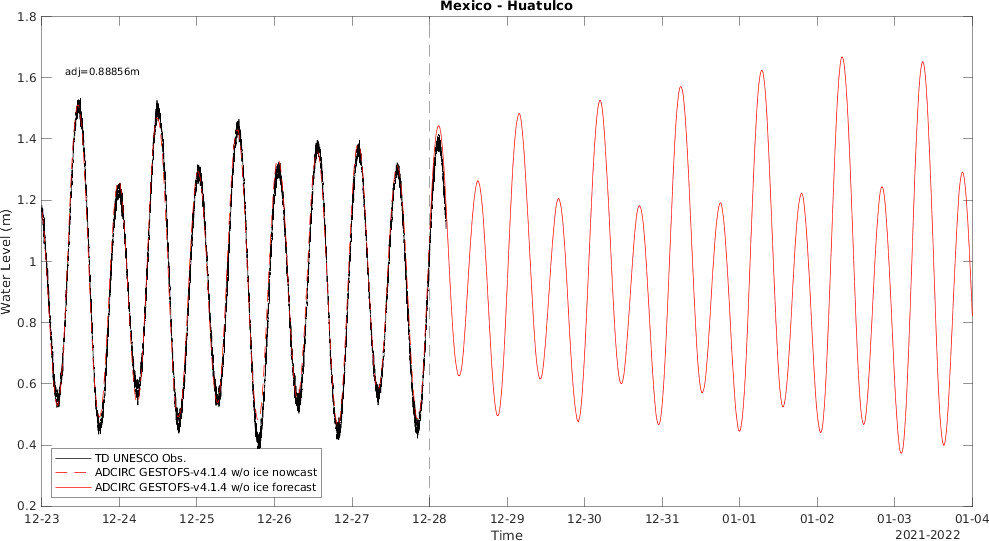 Mexico - Huatulco
1.8
1.6
1.4
1.2
1
0.8
0.6
0.4
0.2
Water Level (m)
adj=0.88856m
TD UNESCO Obs.
ADCIRC GESTOFS-v4.1.4 w/o ice nowcast
ADCIRC GESTOFS-v4.1.4 w/o ice forecast
12-23 12-24 12-25 12-26 12-27 12-28 12-29 12-30 12-31 01-01 01-02 01-03 01-04
Time
2021-2022